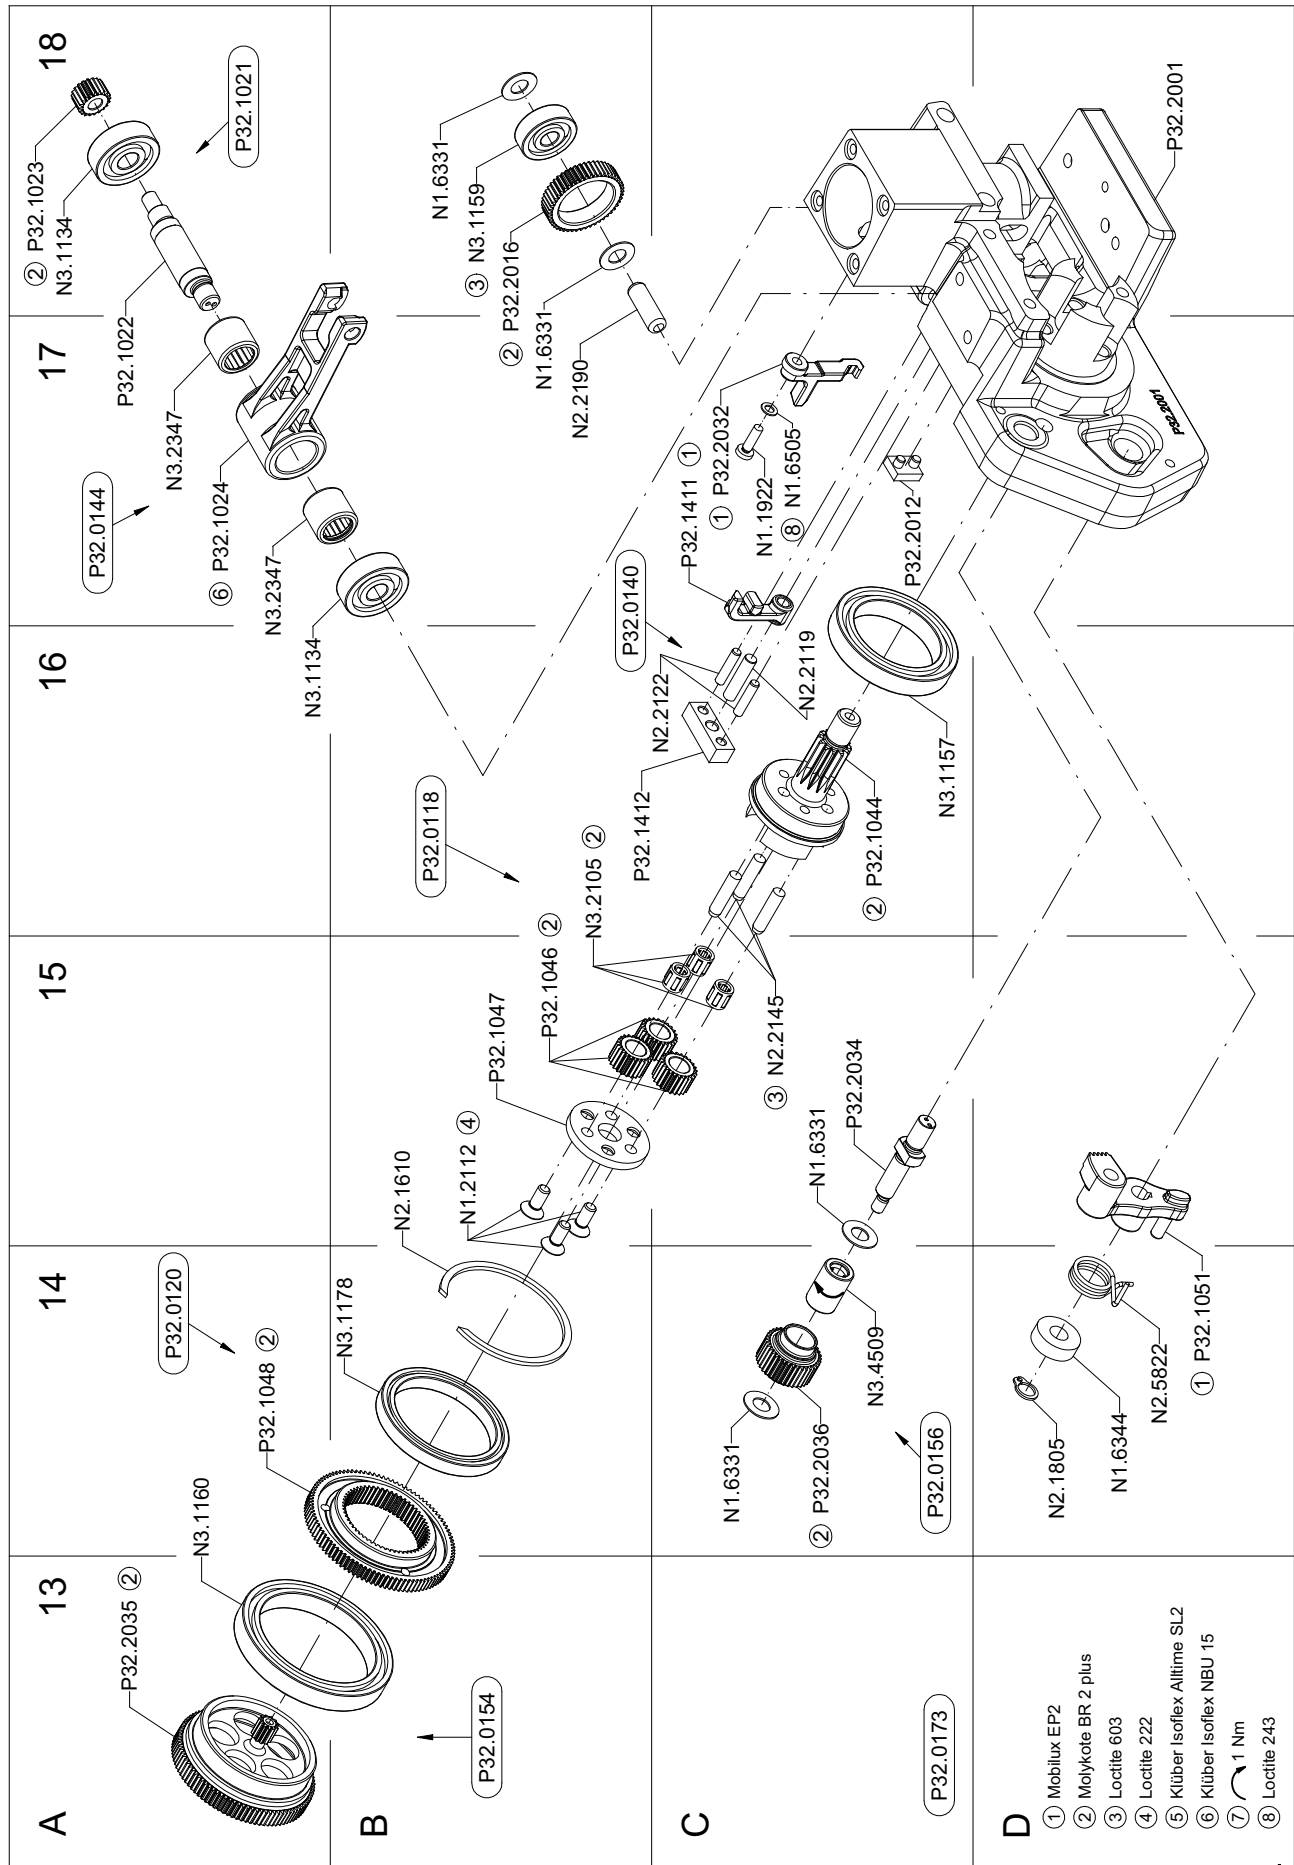 A
B
C
D
13
14
15
16
17
18
P32.2035 ②
N3.1160
P32.0154
P32.1048 ②
P32.0120
N3.1178
N2.1610
N1.2112 ④
P32.1047
P32.1046 ②
N3.2105 ②
P32.0118
③ N2.2145
② P32.1044
N3.1157
P32.1412
N2.2122
N2.2119
P32.0140
P32.1411 ①
① P32.2032
N1.1922
⑧ N1.6505
P32.2012
N3.1134
N3.2347
⑥ P32.1024
P32.0144
N3.2347
P32.1022
N3.1134
② P32.1023
P32.1021
N1.6331
③ N3.1159
② P32.2016
N1.6331
N2.2190
P32.2001
P32.2001
N1.6331
② P32.2036
N3.4509
N1.6331
P32.2034
P32.0156
N2.1805
N1.6344
N2.5822
① P32.1051
P32.0173
① Mobilux EP2
② Molykote BR 2 plus
③ Loctite 603
④ Loctite 222
⑤ Klüber Isoflex Alltime SL2
⑥ Klüber Isoflex NBU 15
⑦ 1 Nm
⑧ Loctite 243